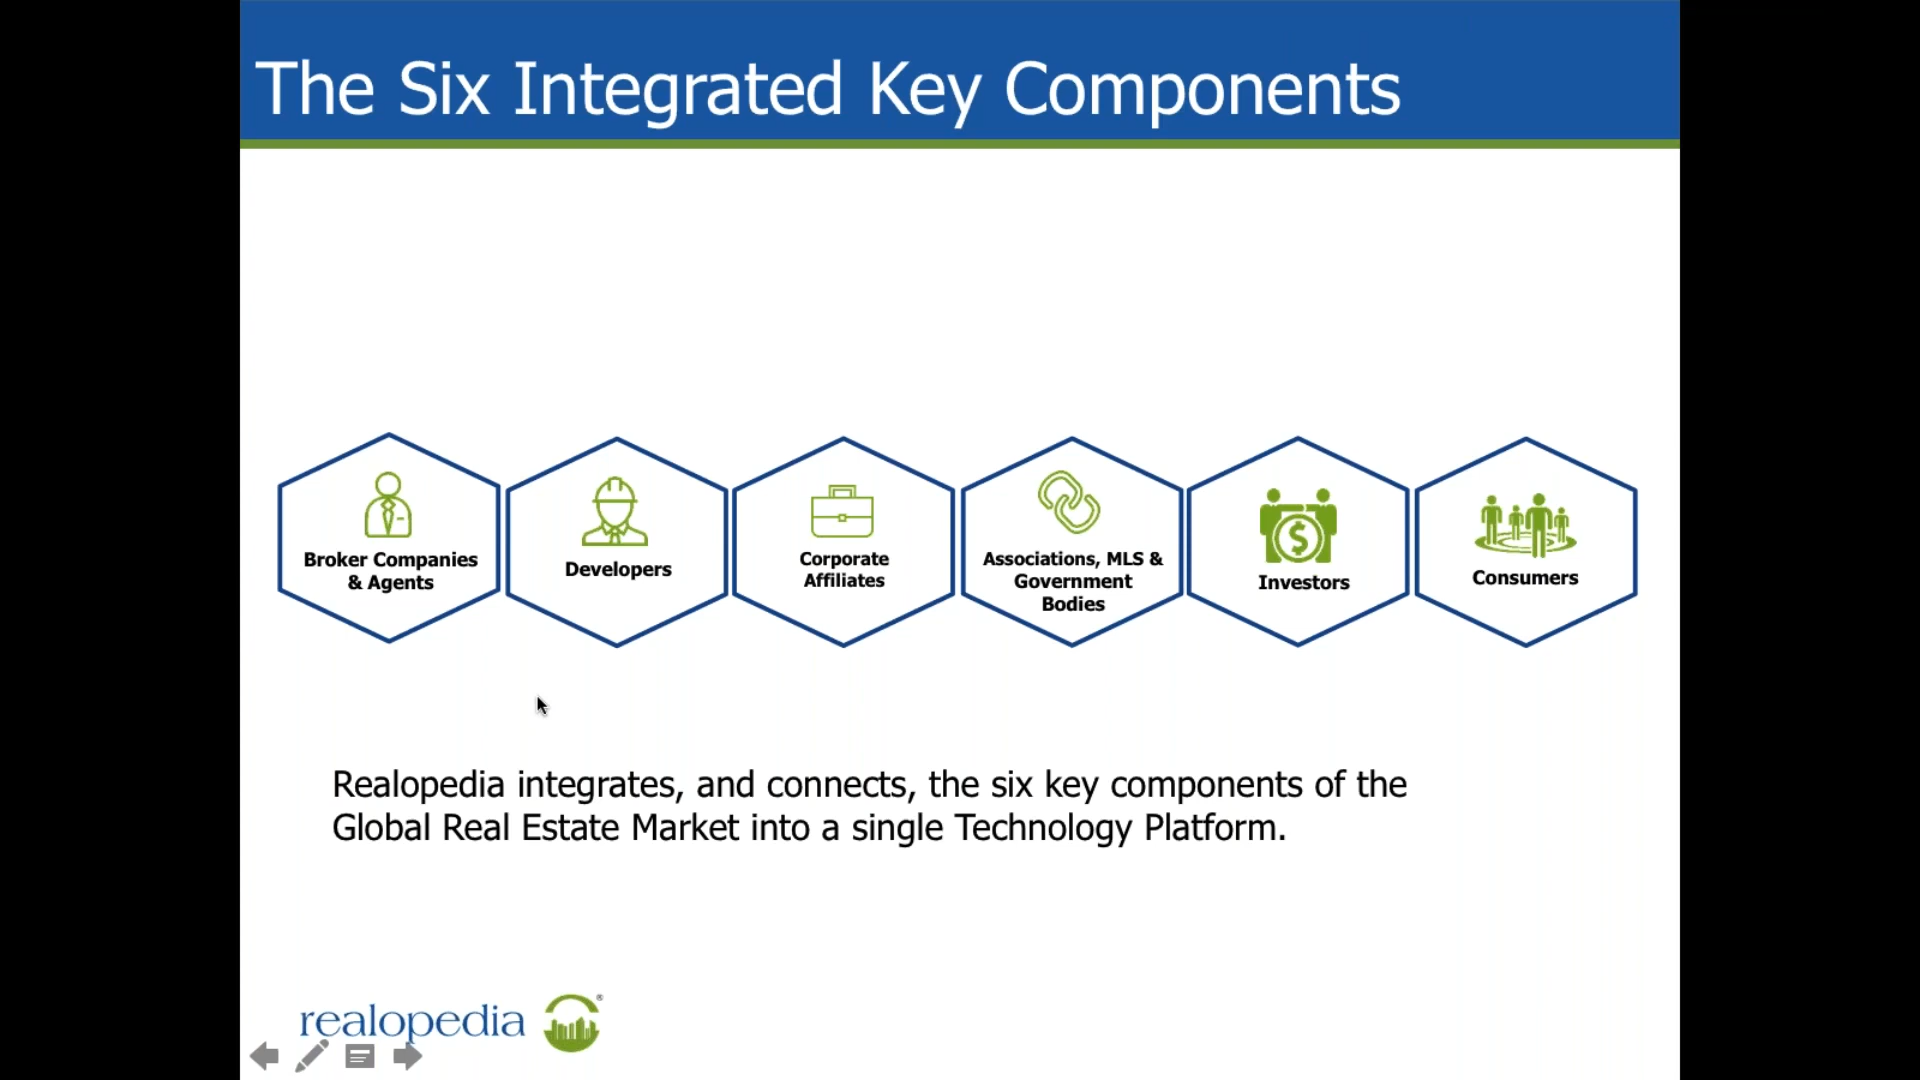 The Six Integrated Key Components
Broker Companies
& Agents
Developers
Corporate
Affiliates
Associations, MLS &
Government
Bodies
$
Investors
Consumers
Realopedia integrates, and connects, the six key components of the
Global Real Estate Market into a single Technology Platform.
realopedia ®